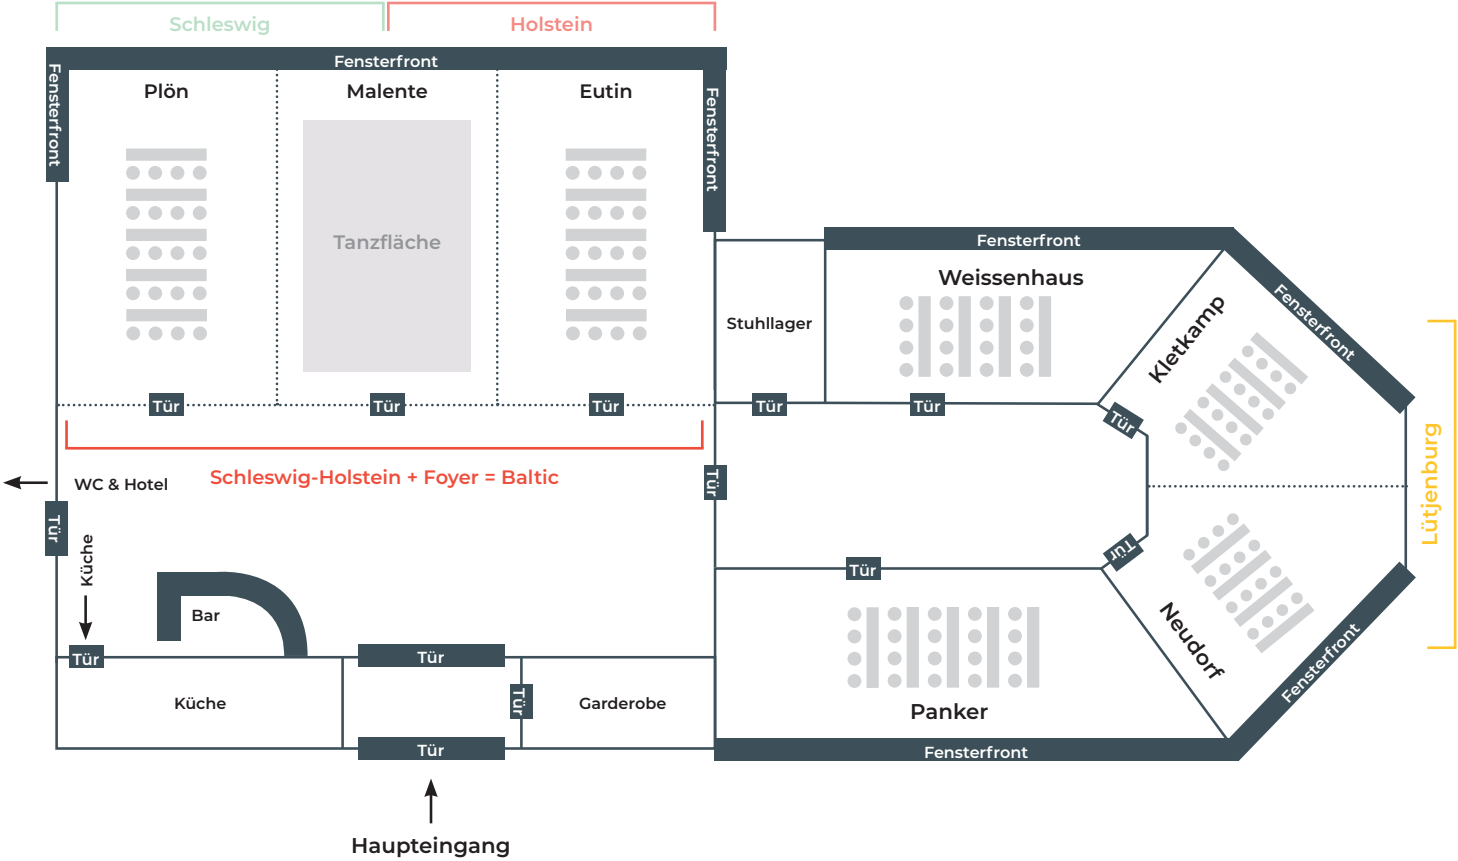 Schleswig
Holstein
Fensterfront
Fensterfront
Fensterfront
Plön
Malente
Eutin
Tanzfläche
Tür
Tür
Tür
Schleswig-Holstein + Foyer = Baltic
WC & Hotel
Tür
Küche
Tür
Bar
Küche
Tür
Tür
Garderobe
Tür
Haupteingang
Tür
Stuhllager
Tür
Fensterfront
Weissenhaus
Tür
Kletkamp
Fensterfront
Tür
Lütjenburg
Tür
Neudorf
Fensterfront
Tür
Panker
Fensterfront